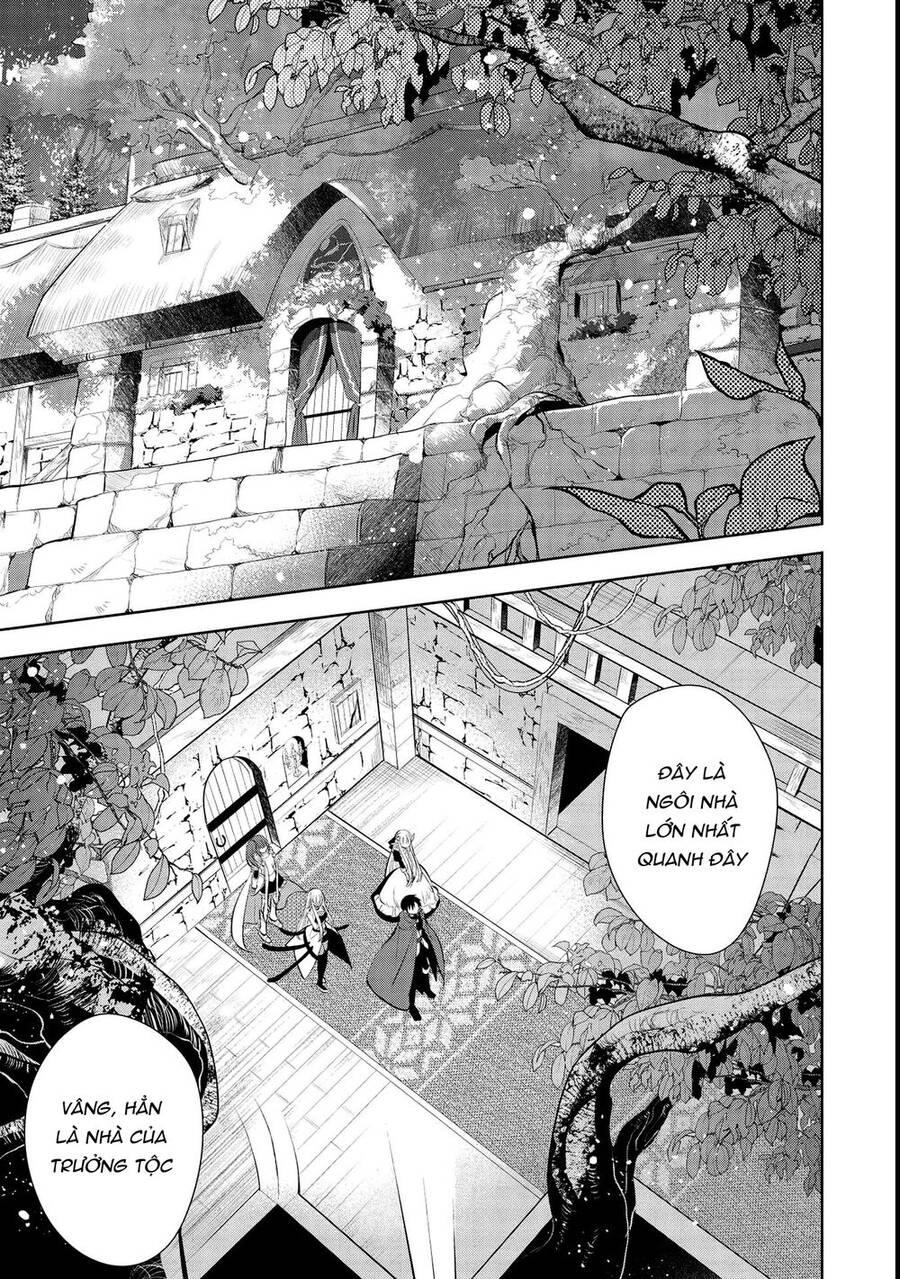 ĐÂY LÀ
NGÔI NHÀ
LỚN NHẤT
QUANH ĐÂY
VÂNG, HẲN
LÀ NHÀ CỦA
TRƯỞNG TỘC